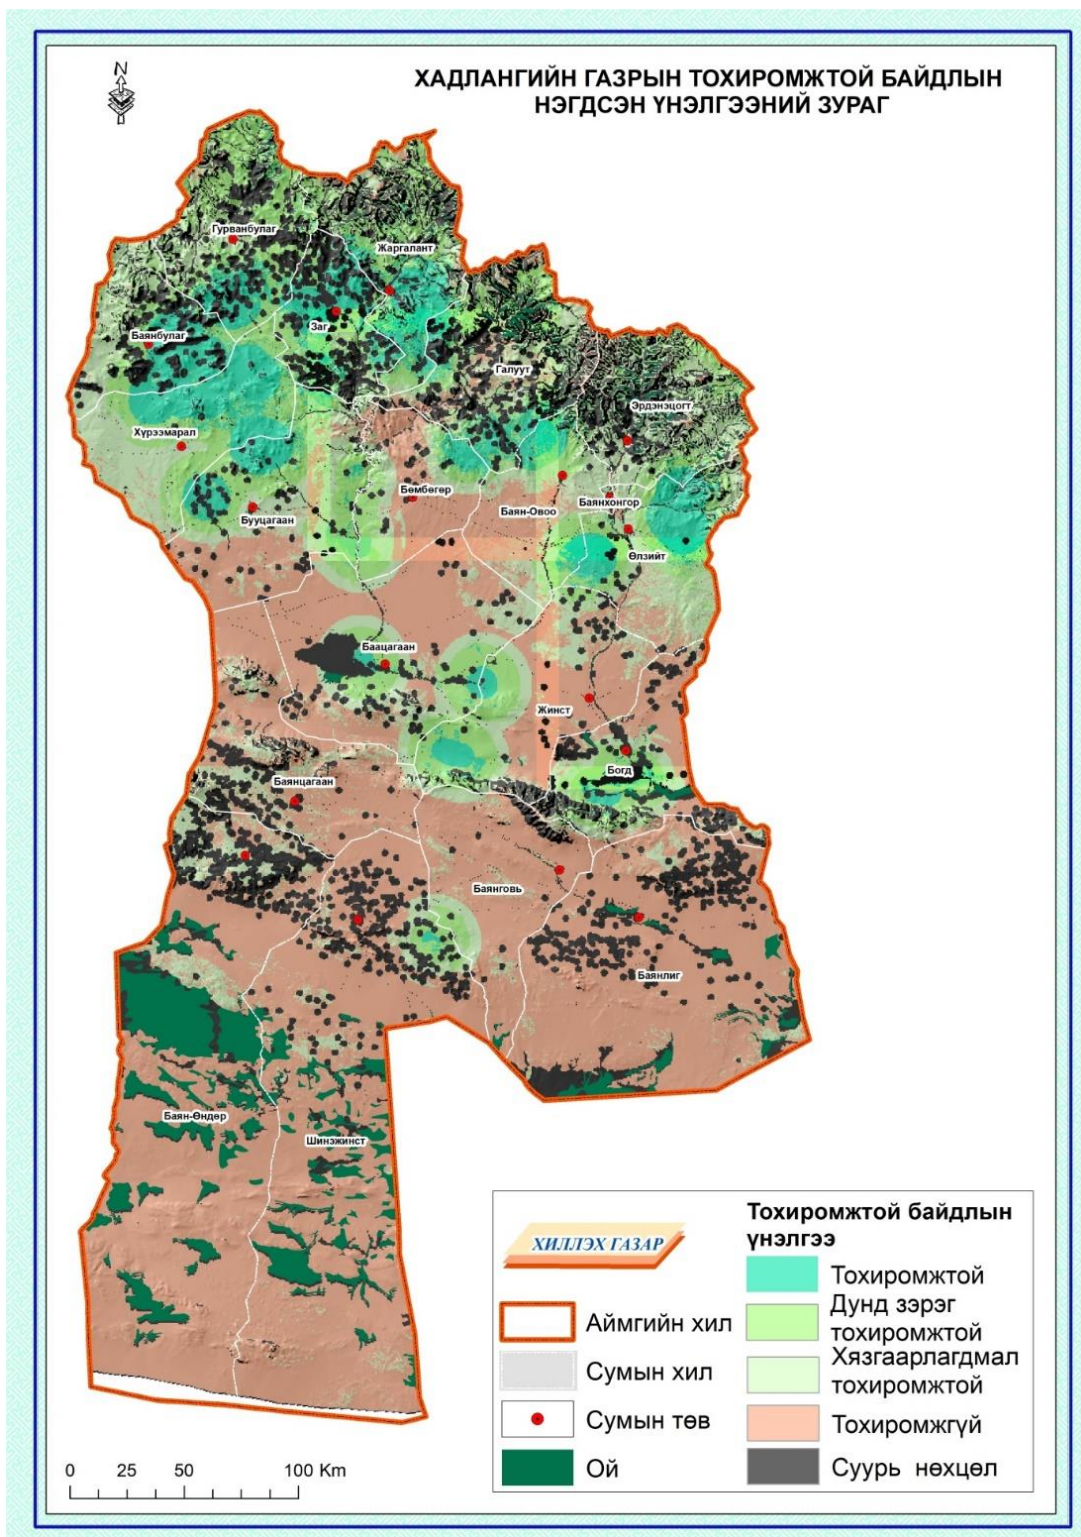 N
ХАДЛАНГИЙН ГАЗРЫН ТОХИРОМЖТОЙ БАЙДЛЫН
НЭГДСЭН ҮНЭЛГЭЭНИЙ ЗУРАГ
Гурванбулаг
Жаргалант
Заг
Баянбулаг
Галуут
Эрдэнэцогт
Хүрээмарал
Бөмбөгөр
Баян-Овоо
Баянхонгор
Бууцагаан
Өлзийт
Баацагаан
Жинст
Богд
Баянцагаан
Баянговь
Баянлиг
Баян-Өндөр
Шинэжинст
ХИЛЛЭХ ГАЗАР
Аймгийн хил
Сумын хил
Сумын төв
Ой
Тохиромжтой байдлын
үнэлгээ
Тохиромжтой
Дунд зэрэг
тохиромжтой
Хязгаарлагдмал
тохиромжтой
Тохиромжгүй
Суурь нөхцөл
0 25 50 100 Km